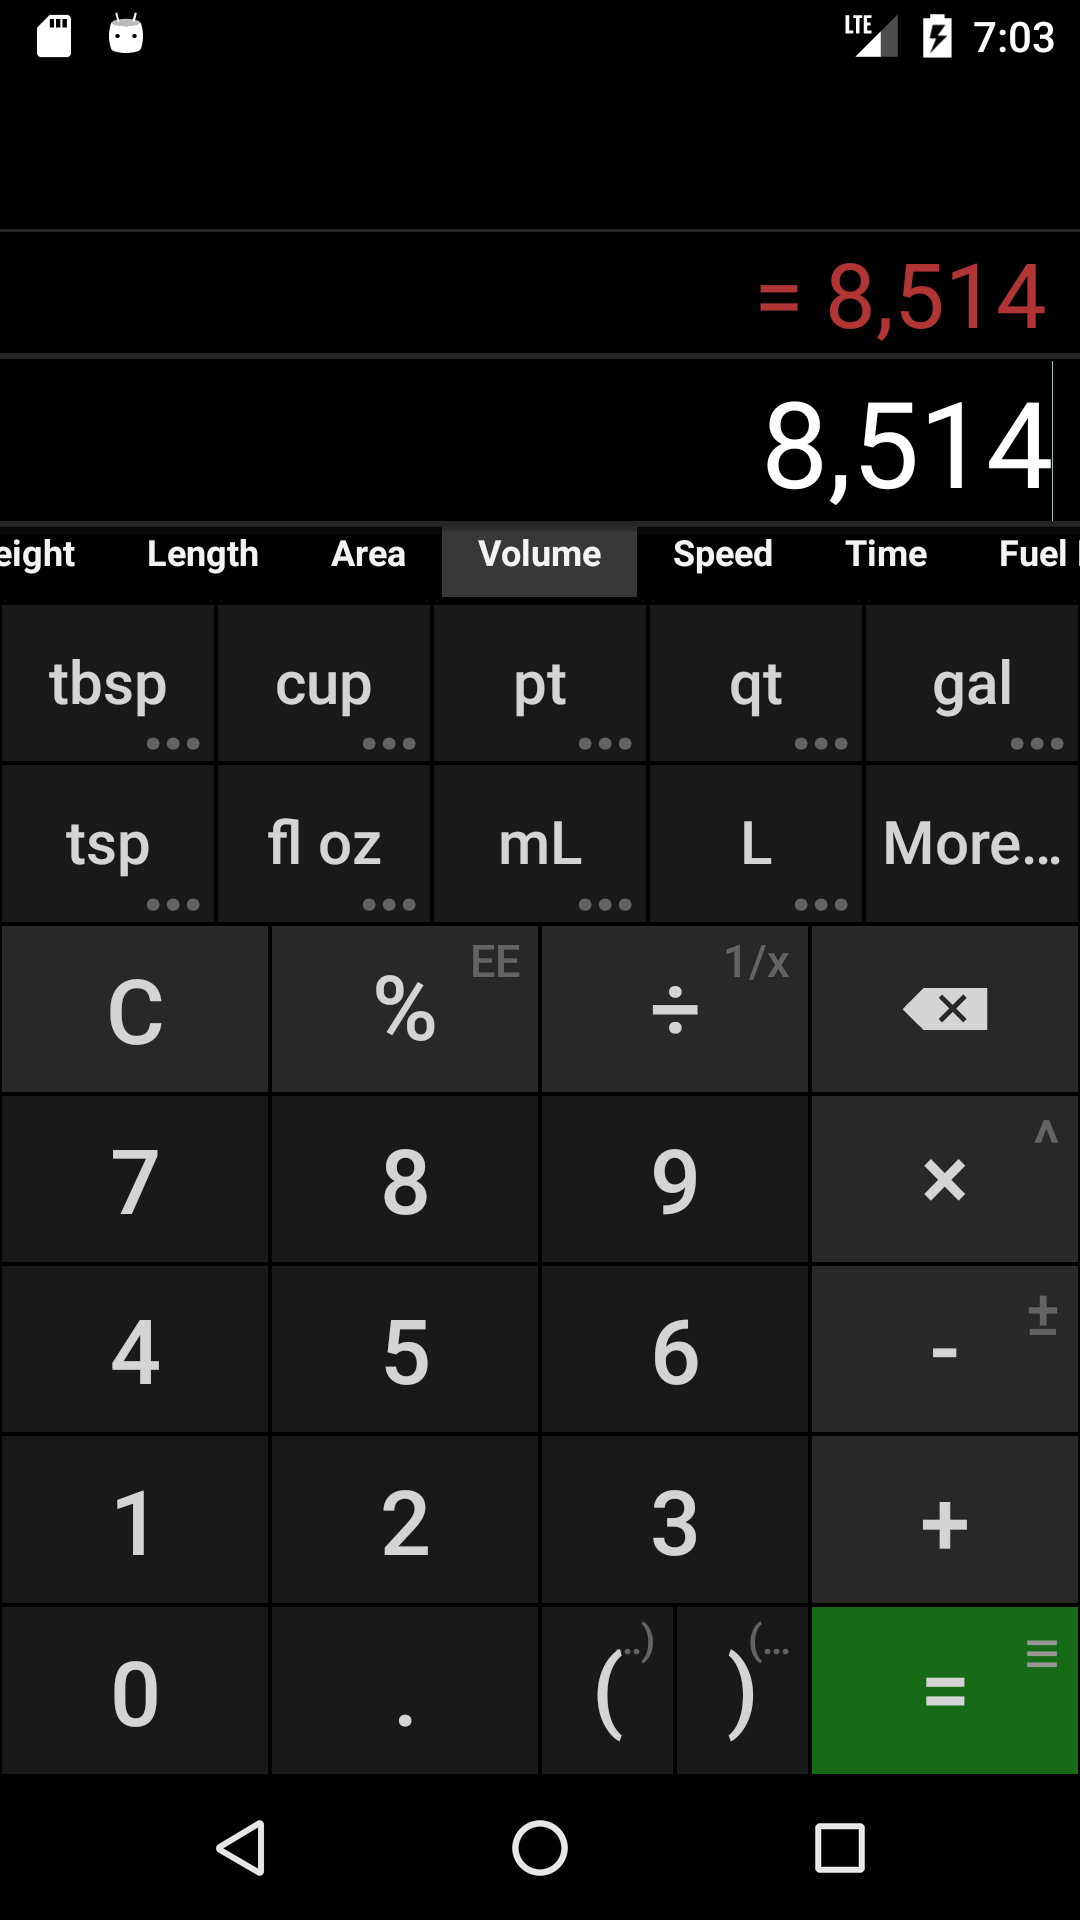 LTE 7:03
= 8,514
8,514
eight Length Area Volume Speed Time Fuel
tbsp cup pt qt gal
... ... ... ... ...
tsp fl oz mL L More...
... ... ... ...
C % EE ÷ 1/x
7 8 9 × ^
4 5 6 - ±
1 2 3 +
0 . ( ..) ) (... =